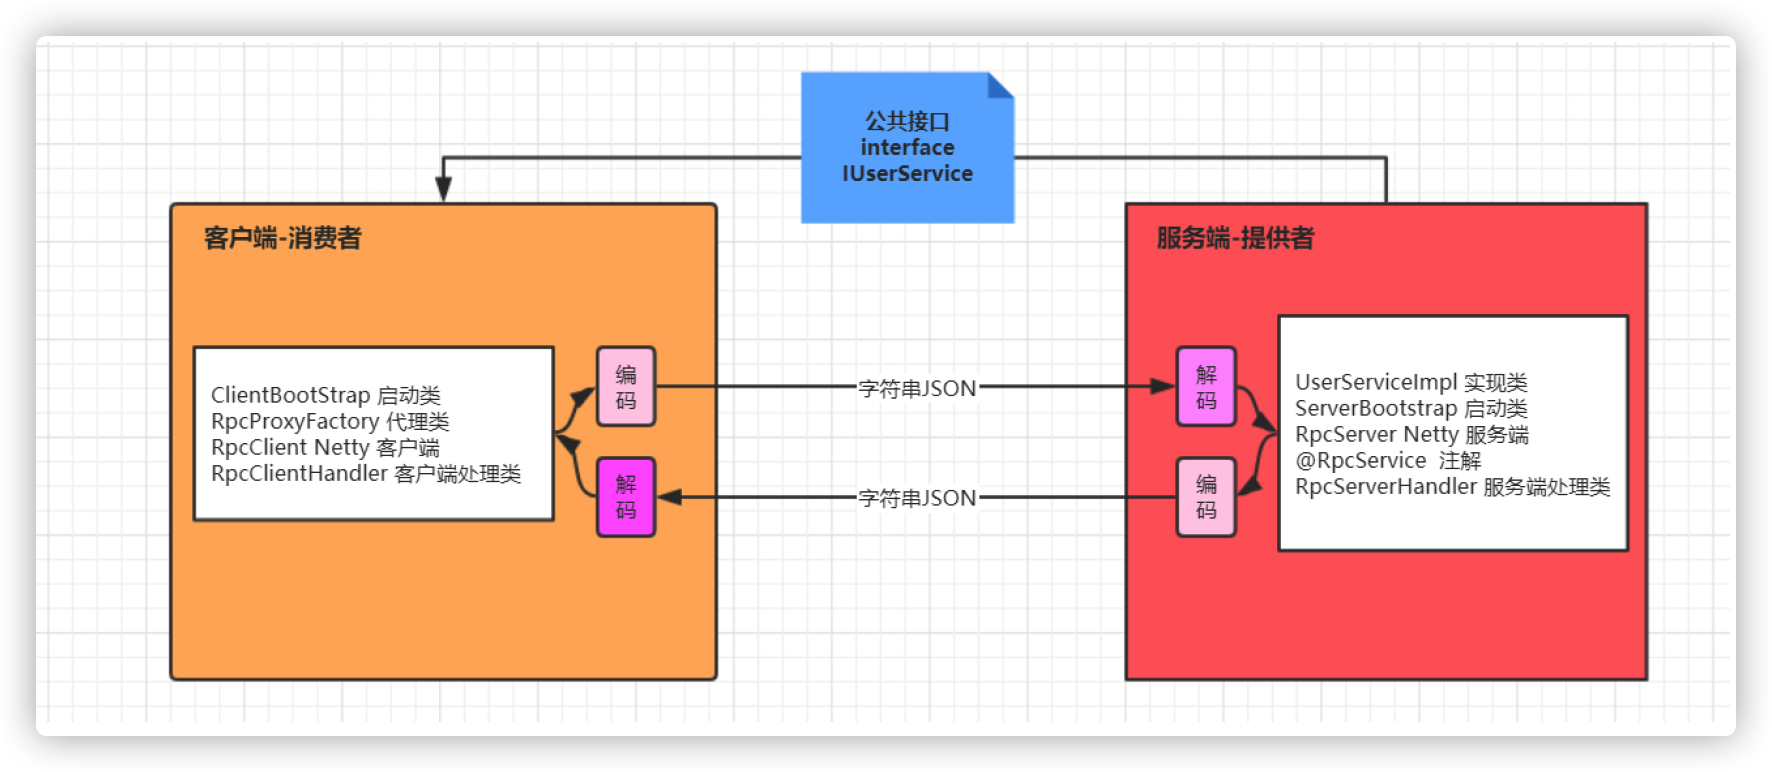 公共接口
interface
IUserService
客户端-消费者
ClientBootStrap 启动类
RpcProxyFactory 代理类
RpcClient Netty 客户端
RpcClientHandler 客户端处理类
编
码
解
码
字符串JSON
字符串JSON
服务端-提供者
解
码
编
码
UserServiceImpl 实现类
ServerBootstrap 启动类
RpcServer Netty 服务端
@RpcService 注解
RpcServerHandler 服务端处理类